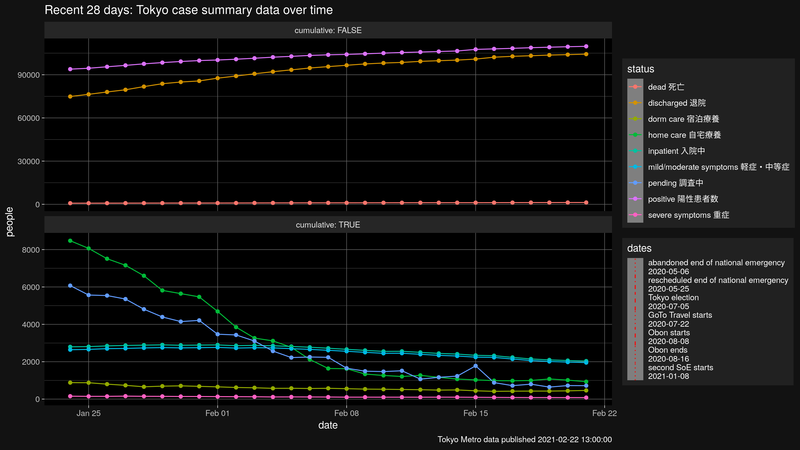 Recent 28 days: Tokyo case summary data over time
cumulative: FALSE
90000
60000
30000
0
people
cumulative: TRUE
8000
6000
4000
2000
0
Jan 25
Feb 01
Feb 08
Feb 15
Feb 22
date
Tokyo Metro data published 2021-02-22 13:00:00
status
dead 死亡
discharged 退院
dorm care 宿泊療養
home care 自宅療養
inpatient 入院中
mild/moderate symptoms 軽症・中等症
pending 調査中
positive 陽性患者数
severe symptoms 重症
dates
abandoned end of national emergency
2020-05-06
rescheduled end of national emergency
2020-05-25
Tokyo election
2020-07-05
GoTo Travel starts
2020-07-22
Obon starts
2020-08-08
Obon ends
2020-08-16
second SoE starts
2021-01-08